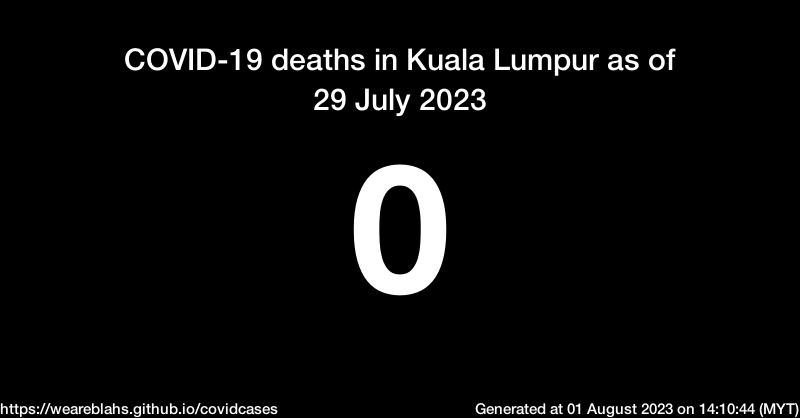 COVID-19 deaths in Kuala Lumpur as of
29 July 2023
0
https://weareblahs.github.io/covidcases
Generated at 01 August 2023 on 14:10:44 (MYT)